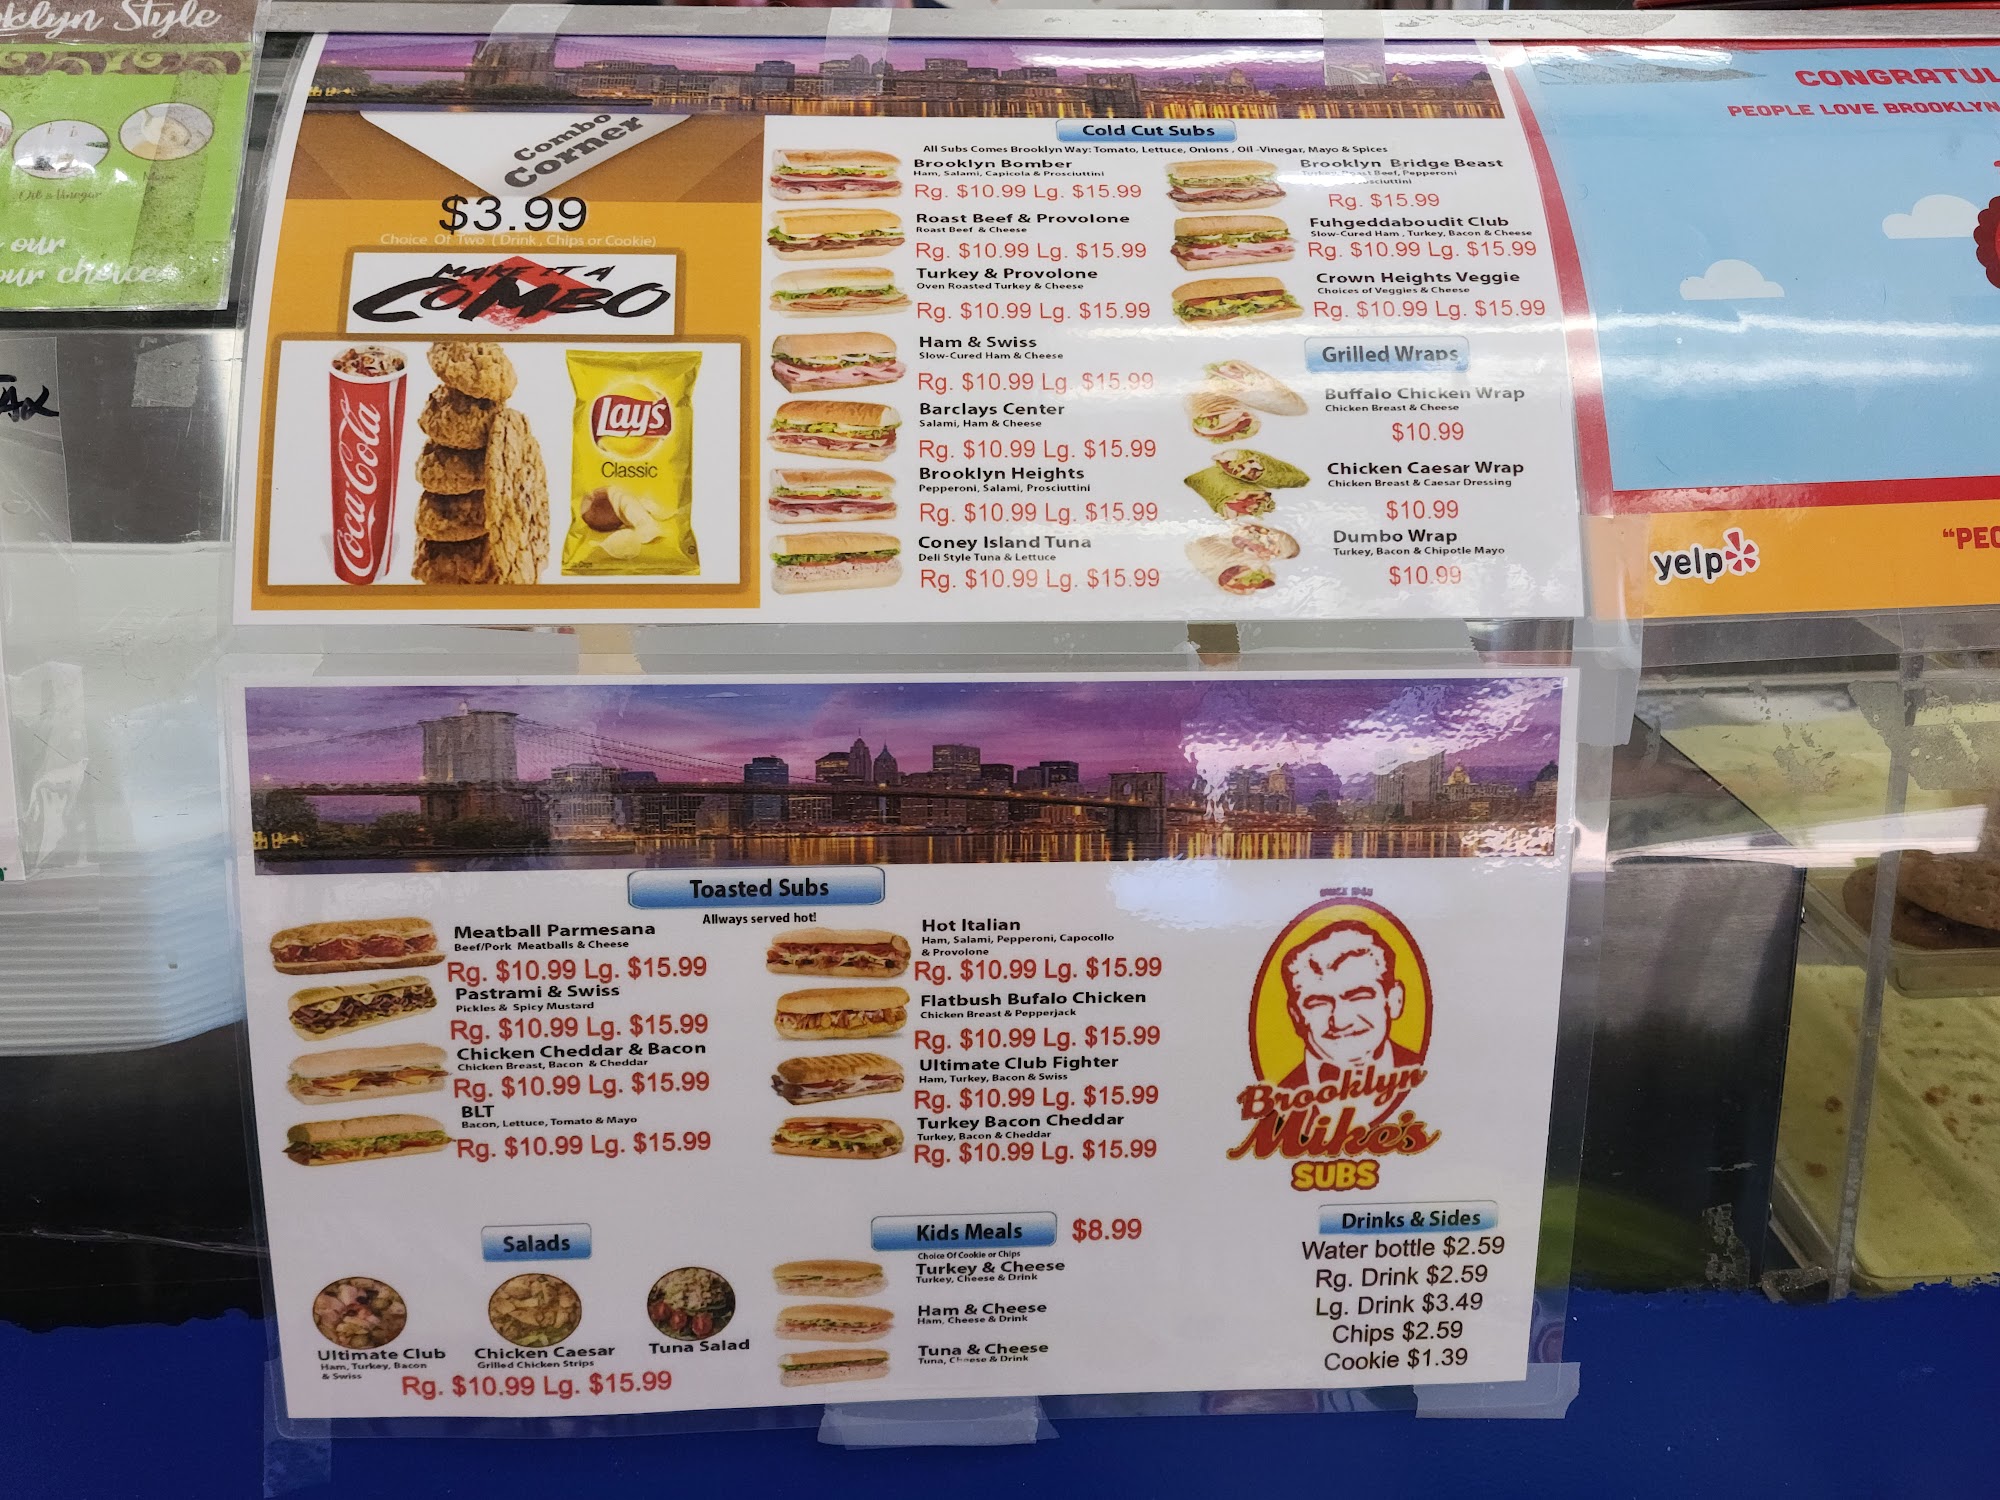 oklyn Style
Oil & Vinegar
our
our choice
Combo
Corner
$3.99
Choice Of Two ( Drink , Chips or Cookie)
MAKE IT A
COMBO
Coca-Cola
Lay's
Classic
Cold Cut Subs
All Subs Comes Brooklyn Way: Tomato, Lettuce, Onions , Oil -Vinegar, Mayo & Spices
Brooklyn Bomber
Ham, Salami, Capicola & Prosciuttini
Rg. $10.99 Lg. $15.99
Roast Beef & Provolone
Roast Beef & Cheese
Rg. $10.99 Lg. $15.99
Turkey & Provolone
Oven Roasted Turkey & Cheese
Rg. $10.99 Lg. $15.99
Ham & Swiss
Slow-Cured Ham & Cheese
Rg. $10.99 Lg. $15.99
Barclays Center
Salami, Ham & Cheese
Rg. $10.99 Lg. $15.99
Brooklyn Heights
Pepperoni, Salami, Prosciuttini
Rg. $10.99 Lg. $15.99
Coney Island Tuna
Deli Style Tuna & Lettuce
Rg. $10.99 Lg. $15.99
Brooklyn Bridge Beast
Turkey, Roast Beef, Pepperoni
Rg. $15.99
Fuhgeddaboudit Club
Slow-Cured Ham , Turkey, Bacon & Cheese
Rg. $10.99 Lg. $15.99
Crown Heights Veggie
Choices of Veggies & Cheese
Rg. $10.99 Lg. $15.99
Grilled Wraps
Buffalo Chicken Wrap
Chicken Breast & Cheese
$10.99
Chicken Caesar Wrap
Chicken Breast & Caesar Dressing
$10.99
Dumbo Wrap
Turkey, Bacon & Chipotle Mayo
$10.99
CONGRATUL
PEOPLE LOVE BROOKLYN
yelp
"PEO
Toasted Subs
Allways served hot!
Meatball Parmesana
Beef/Pork Meatballs & Cheese
Rg. $10.99 Lg. $15.99
Pastrami & Swiss
Pickles & Spicy Mustard
Rg. $10.99 Lg. $15.99
Chicken Cheddar & Bacon
Chicken Breast, Bacon & Cheddar
Rg. $10.99 Lg. $15.99
BLT
Bacon, Lettuce, Tomato & Mayo
Rg. $10.99 Lg. $15.99
Hot Italian
Ham, Salami, Pepperoni, Capocollo
& Provolone
Rg. $10.99 Lg. $15.99
Flatbush Bufalo Chicken
Chicken Breast & Pepperjack
Rg. $10.99 Lg. $15.99
Ultimate Club Fighter
Ham, Turkey, Bacon & Swiss
Rg. $10.99 Lg. $15.99
Turkey Bacon Cheddar
Turkey, Bacon & Cheddar
Rg. $10.99 Lg. $15.99
Brooklyn
Mike's
SUBS
Salads
Ultimate Club
Ham, Turkey, Bacon
& Swiss
Chicken Caesar
Grilled Chicken Strips
Tuna Salad
Rg. $10.99 Lg. $15.99
Kids Meals $8.99
Choice Of Cookie or Chips
Turkey & Cheese
Turkey, Cheese & Drink
Ham & Cheese
Ham, Cheese & Drink
Tuna & Cheese
Tuna, Cheese & Drink
Drinks & Sides
Water bottle $2.59
Rg. Drink $2.59
Lg. Drink $3.49
Chips $2.59
Cookie $1.39